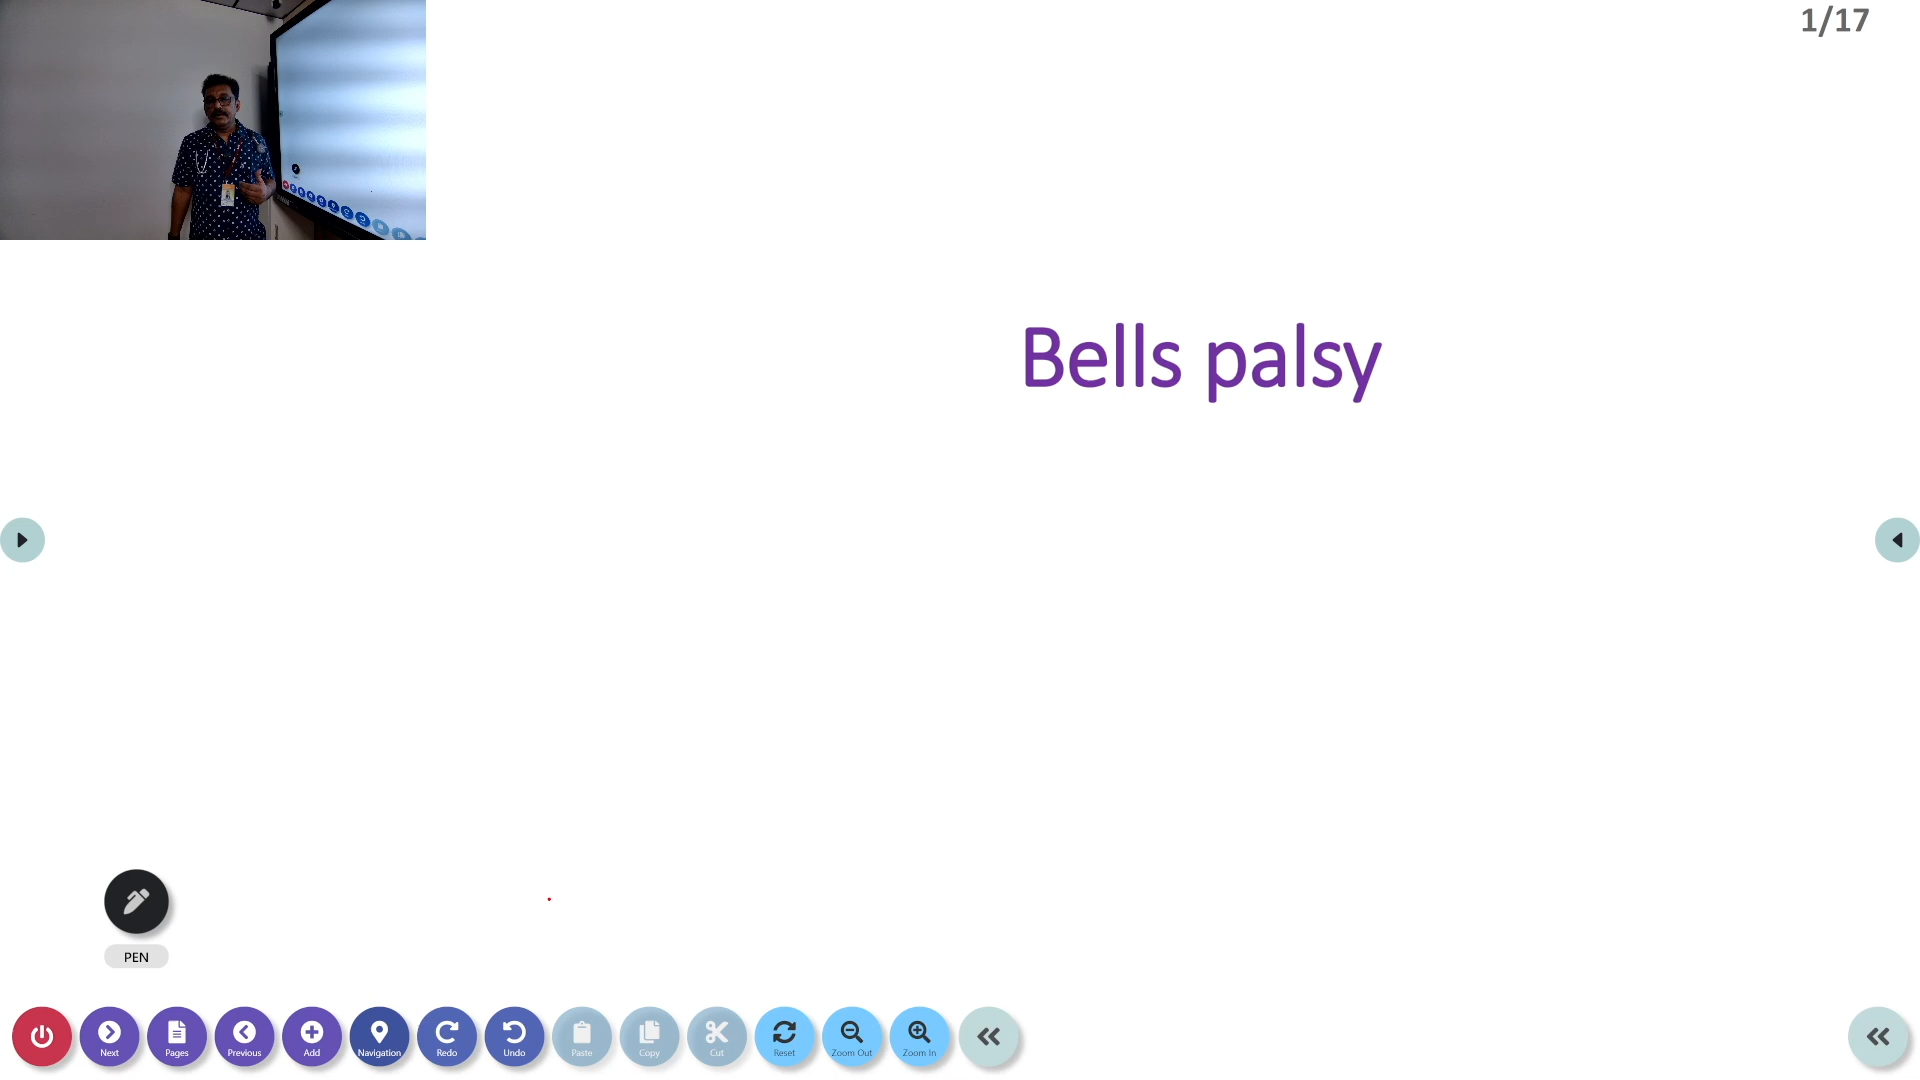 1/17
Bells palsy
PEN
Next
Pages
Previous
Add
Navigation
Redo
Undo
Paste
Copy
Cut
Reset
Zoom Out
Zoom In